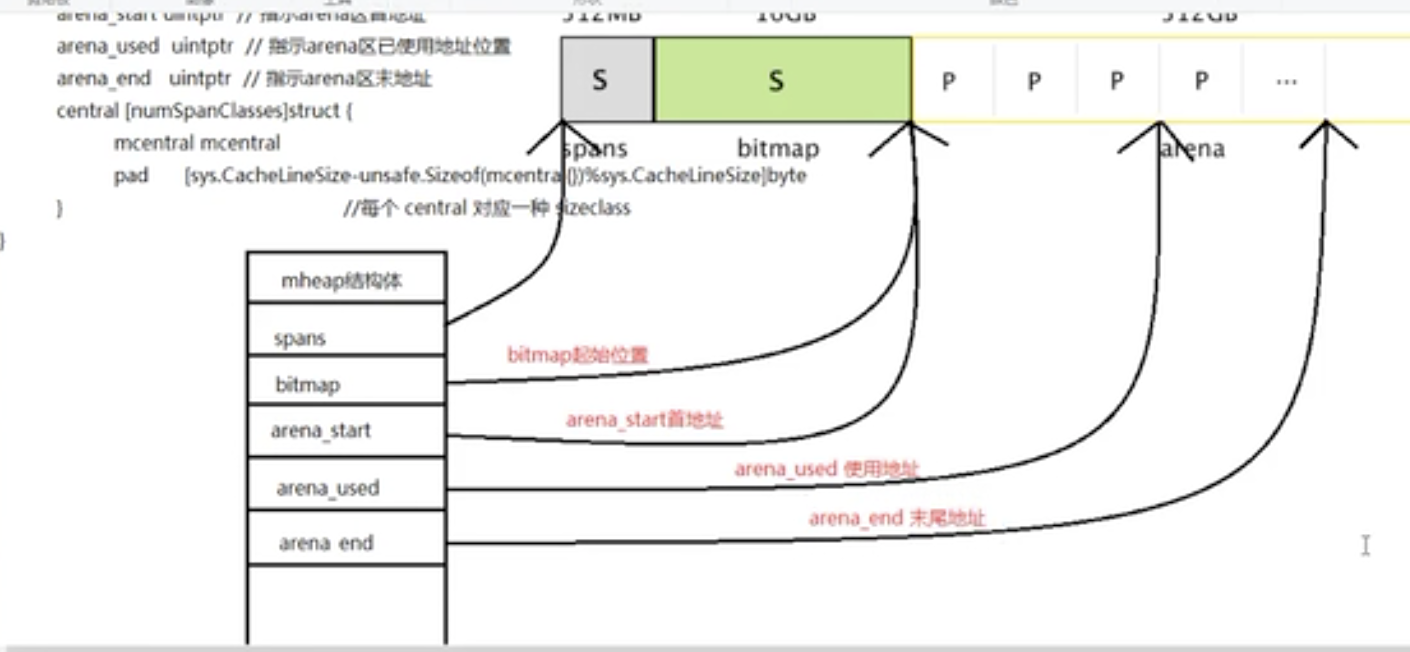 arena_start uintptr // 指示arena区首地址
512MB 16GB 512GB
arena_used uintptr // 指示arena区已使用地址位置
arena_end uintptr // 指示arena区末地址
S S P P P P ...
central [numSpanClasses]struct {
mcentral mcentral
spans bitmap arena
pad [sys.CacheLineSize-unsafe.Sizeof(mcentral{})%sys.CacheLineSize]byte
} //每个 central 对应一种 sizeclass
}
mheap结构体
spans
bitmap起始位置
bitmap
arena_start首地址
arena_start
arena_used 使用地址
arena_used
arena_end 末尾地址
arena end